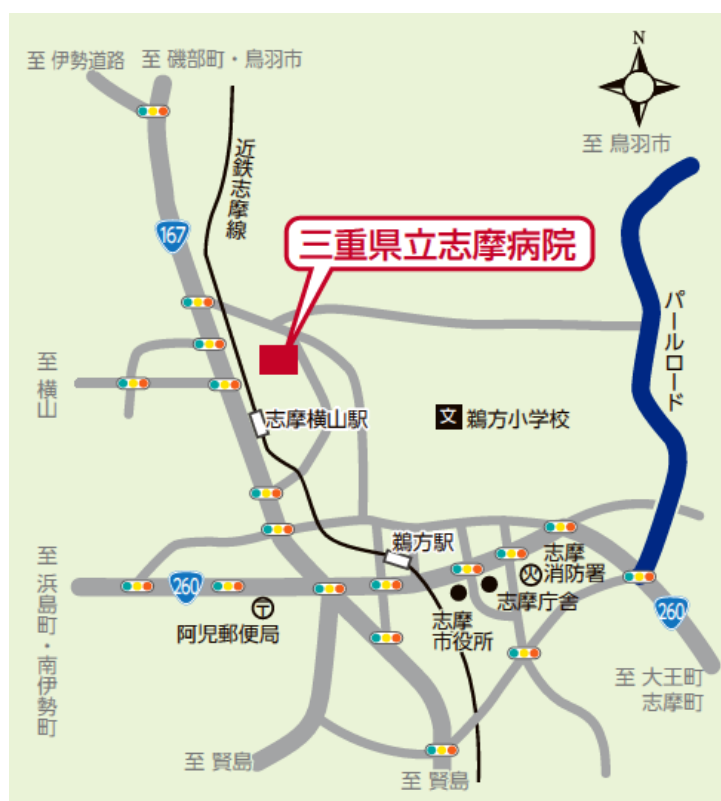 N
至 伊勢道路
至 磯部町・鳥羽市
至 鳥羽市
近鉄志摩線
167
三重県立志摩病院
パールロード
至 横山
志摩横山駅
文 鵜方小学校
至 浜島町・南伊勢町
鵜方駅
260
〒
阿児郵便局
志摩
市役所
志摩庁舎
火
志摩
消防署
260
至 大王町
志摩町
至 賢島
至 賢島